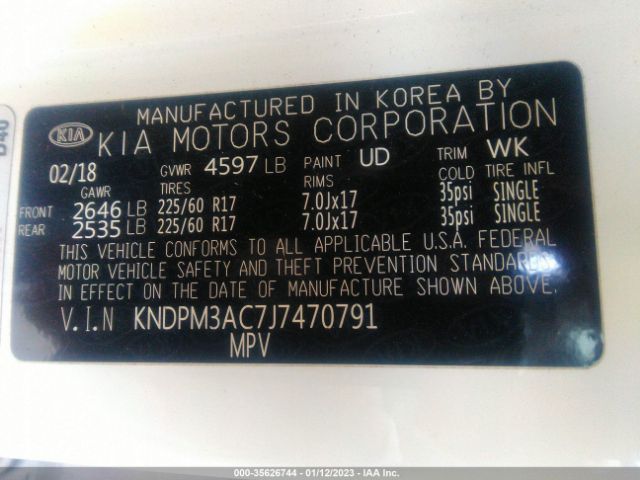 MANUFACTURED IN KOREA BY
KIA KIA MOTORS CORPORATION
02/18 GVWR 4597 LB PAINT UD TRIM WK
GAWR TIRES RIMS COLD TIRE INFL
FRONT 2646 LB 225/60 R17 7.0Jx17 35psi SINGLE
REAR 2535 LB 225/60 R17 7.0Jx17 35psi SINGLE
THIS VEHICLE CONFORMS TO ALL APPLICABLE U.S.A. FEDERAL
MOTOR VEHICLE SAFETY AND THEFT PREVENTION STANDARDS
IN EFFECT ON THE DATE OF MANUFACTURE SHOWN ABOVE.
V.I.N KNDPM3AC7J7470791
MPV
000-35626744 - 01/12/2023 - IAA Inc.